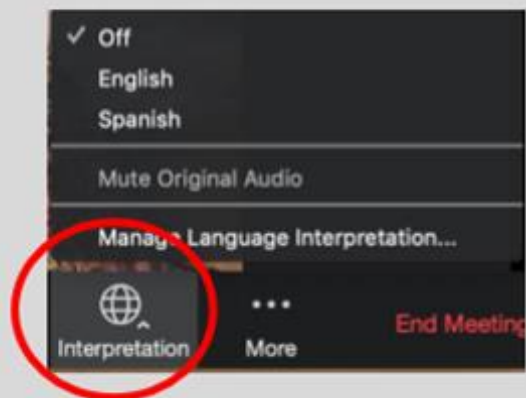 ✓ Off
English
Spanish
Mute Original Audio
Manage Language Interpretation...
Interpretation
More
End Meeting